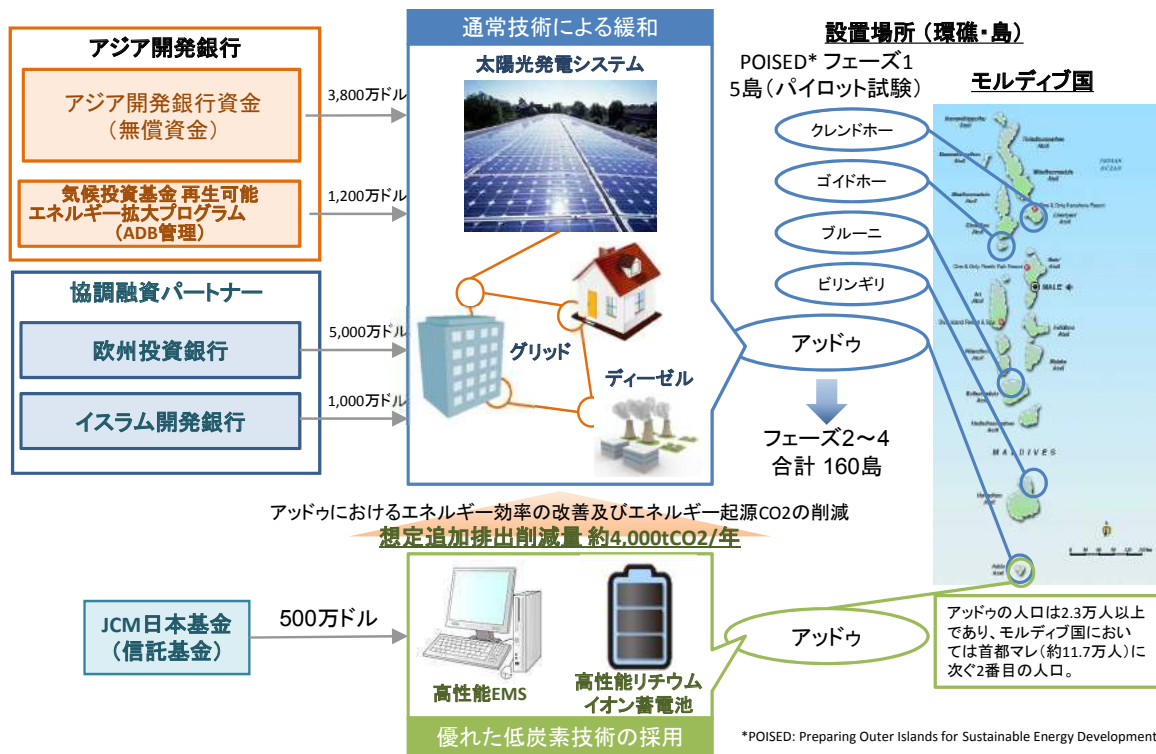 通常技術による緩和
アジア開発銀行
アジア開発銀行資金
(無償資金)
3,800万ドル
気候投資基金 再生可能
エネルギー拡大プログラム
(ADB管理)
1,200万ドル
協調融資パートナー
欧州投資銀行
5,000万ドル
イスラム開発銀行
1,000万ドル
太陽光発電システム
グリッド
ディーゼル
設置場所(環礁・島)
POISED* フェーズ1
5島(パイロット試験)
クレンドホー
ゴイドホー
ブルーニ
ビリンギリ
アッドゥ
フェーズ2~4
合計 160島
モルディブ国
INDIAN
OCEAN
MALE
MALDIVES
アッドゥにおけるエネルギー効率の改善及びエネルギー起源CO2の削減
想定追加排出削減量 約4,000tCO2/年
JCM日本基金
(信託基金)
500万ドル
高性能EMS
高性能リチウム
イオン蓄電池
優れた低炭素技術の採用
アッドゥ
アッドゥの人口は2.3万人以上
であり、モルディブ国におい
ては首都マレ(約11.7万人)に
次ぐ2番目の人口。
*POISED: Preparing Outer Islands for Sustainable Energy Development